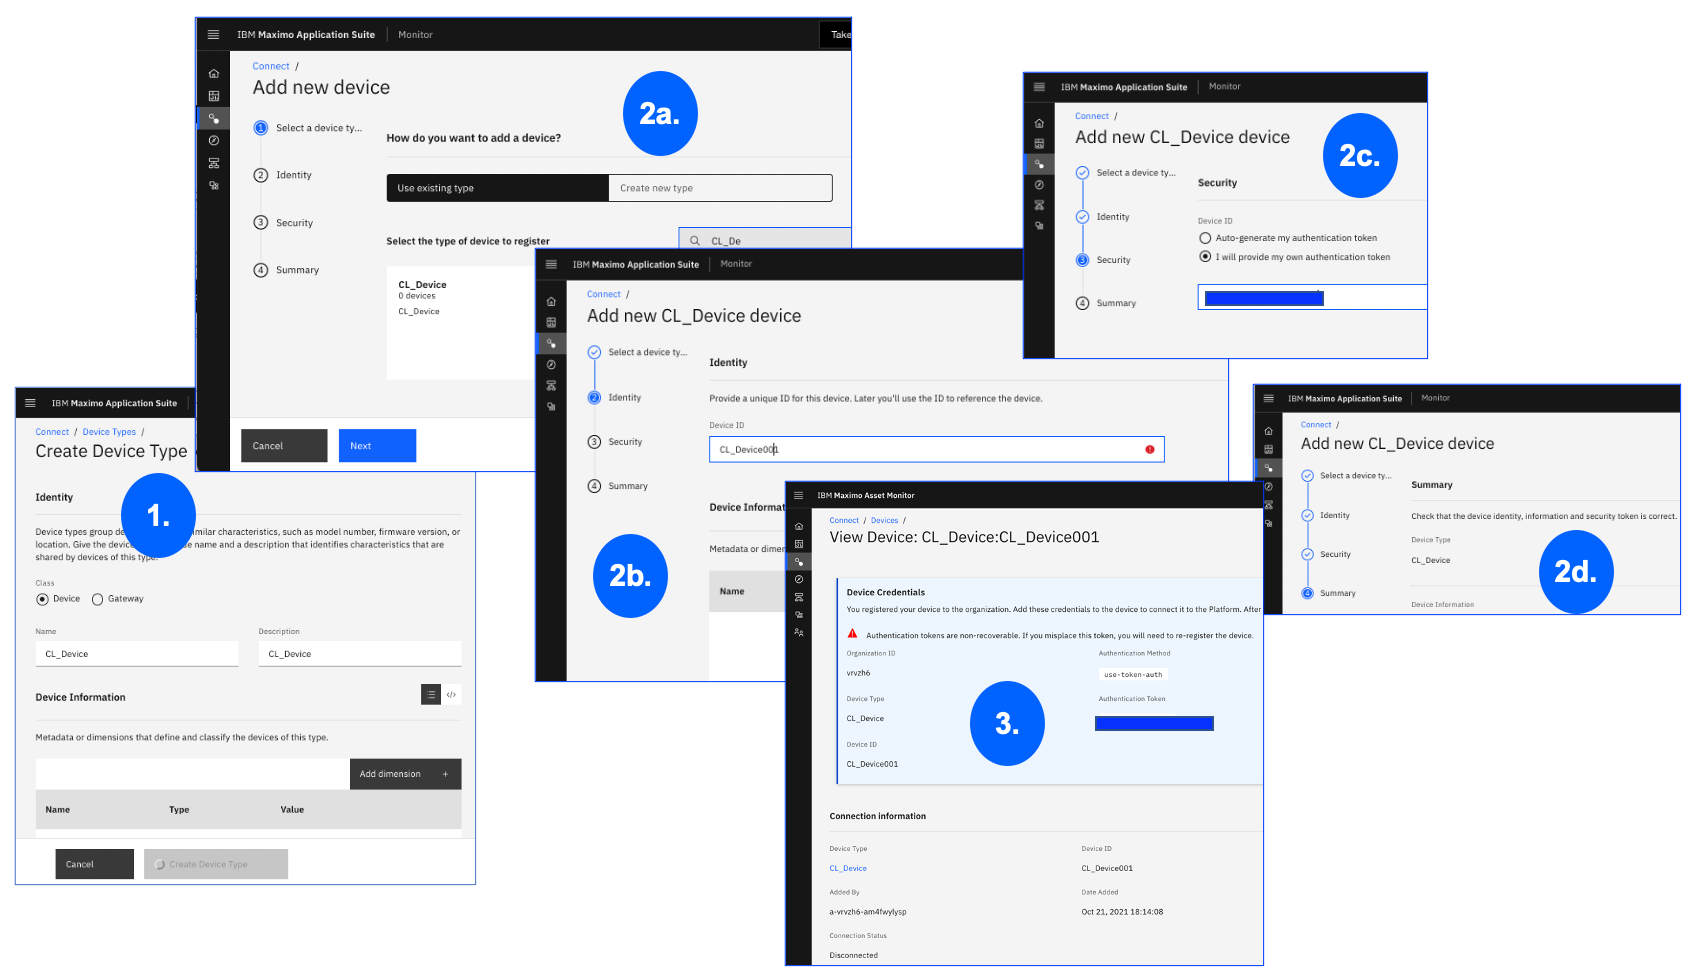 IBM Maximo Application Suite
Connect / Device Types /
Create Device Type
1.
Identity
Device types group de milar characteristics, such as model number, firmware version, or
location. Give the device ue name and a description that identifies characteristics that are
shared by devices of this type.
Class
Device Gateway
Name Description
CL_Device CL_Device
Device Information
</>
Metadata or dimensions that define and classify the devices of this type.
Add dimension +
Name Type Value
Cancel Create Device Type
IBM Maximo Application Suite Monitor Take
Connect /
Add new device
2a.
1 Select a device ty...
2 Identity
3 Security
4 Summary
How do you want to add a device?
Use existing type Create new type
Select the type of device to register
CL_De
CL_Device
0 devices
CL_Device
Cancel Next
IBM Maximo Application Suite Monitor
Connect /
Add new CL_Device device
2b.
Select a device ty...
2 Identity
3 Security
4 Summary
Identity
Provide a unique ID for this device. Later you'll use the ID to reference the device.
Device ID
CL_Device001
Device Informat
Metadata or dimen
Name
IBM Maximo Application Suite Monitor
Connect /
Add new CL_Device device
2c.
Select a device ty...
Identity
3 Security
4 Summary
Security
Device ID
Auto-generate my authentication token
I will provide my own authentication token
IBM Maximo Application Suite Monitor
Connect /
Add new CL_Device device
2d.
Select a device ty...
Identity
Security
4 Summary
Summary
Check that the device identity, information and security token is correct.
Device Type
CL_Device
Device Information
IBM Maximo Asset Monitor
Connect / Devices /
View Device: CL_Device:CL_Device001
3.
Device Credentials
You registered your device to the organization. Add these credentials to the device to connect it to the Platform. After
Authentication tokens are non-recoverable. If you misplace this token, you will need to re-register the device.
Organization ID Authentication Method
vrvzh6 use-token-auth
Device Type Authentication Token
CL_Device
Device ID
CL_Device001
Connection information
Device Type Device ID
CL_Device CL_Device001
Added By Date Added
a-vrvzh6-am4fwylysp Oct 21, 2021 18:14:08
Connection Status
Disconnected